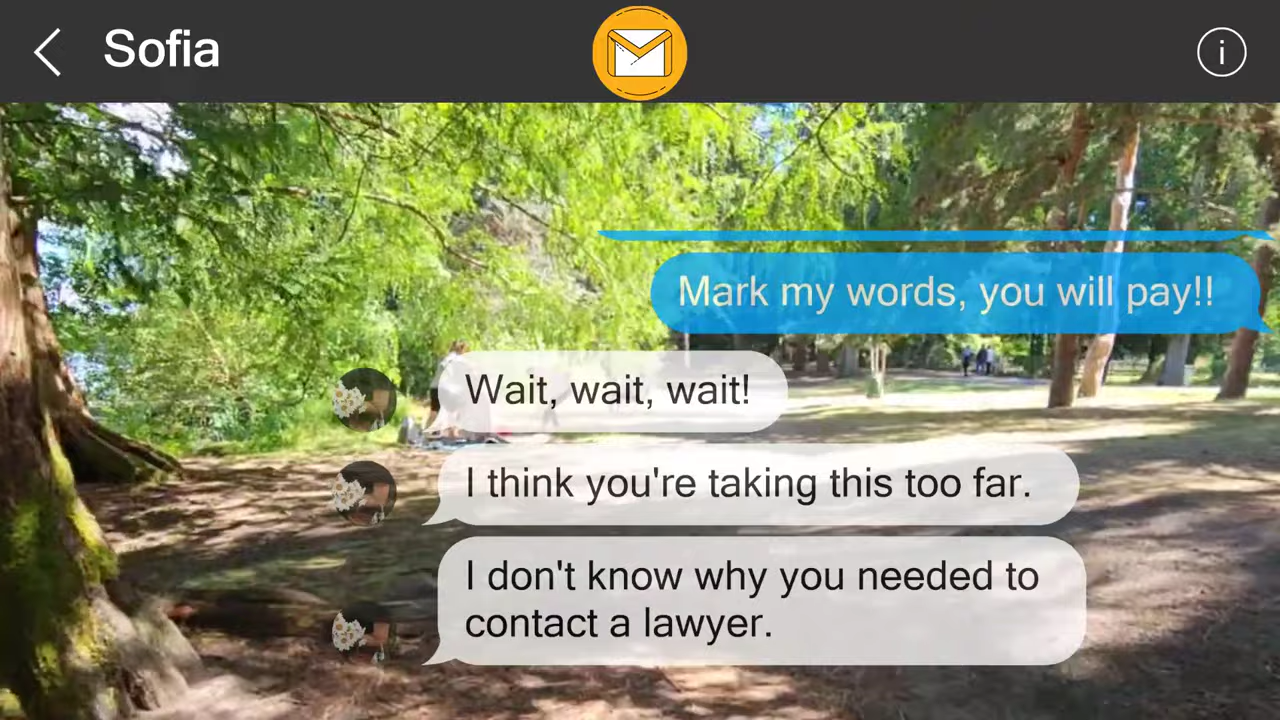 Sofia
i
Mark my words, you will pay!!
Wait, wait, wait!
I think you're taking this too far.
I don't know why you needed to
contact a lawyer.